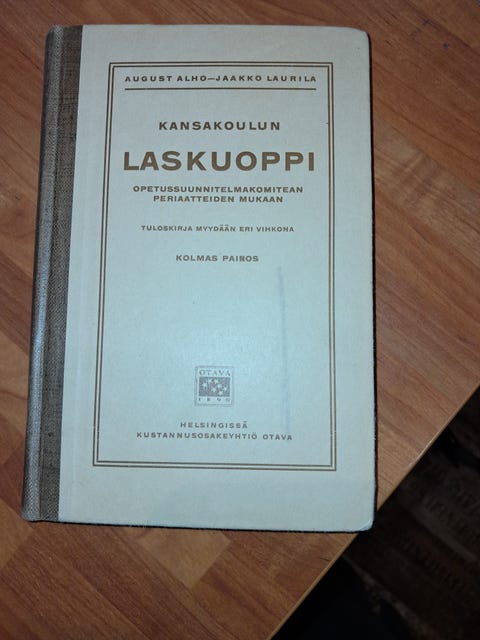 AUGUST ALHO—JAAKKO LAURILA
KANSAKOULUN
LASKUOPPI
OPETUSSUUNNITELMAKOMITEAN
PERIAATTEIDEN MUKAAN
TULOSKIRJA MYYDÄÄN ERI VIHKONA
KOLMAS PAINOS
OTAVA
1890
HELSINGISSÄ
KUSTANNUSOSAKEYHTIÖ OTAVA